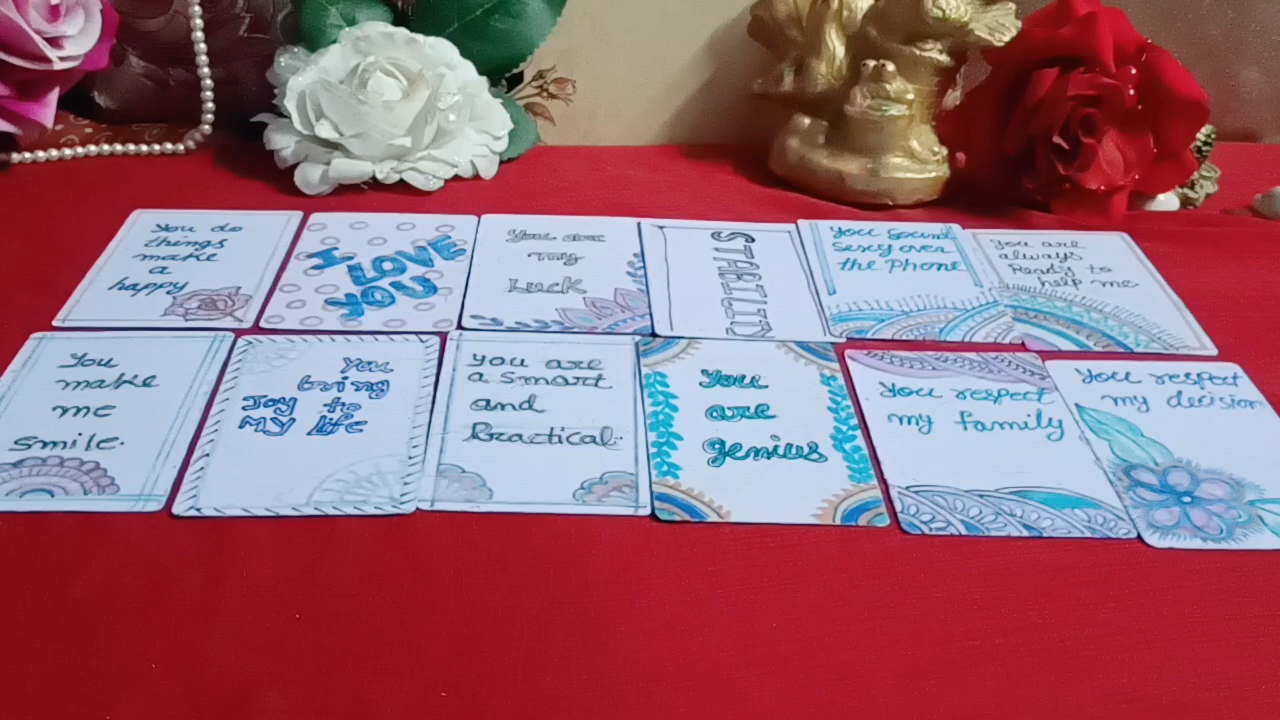 You do
things
make
a
happy
I
LOVE
YOU
You are
my
Luck
STABILITY
You Sound
Sexy over
the Phone
You are
always
Ready to
help me
You
make
me
Smile.
You
bring
Joy to
My Life
You are
a Smart
and
Practical.
You
are
genius
You respect
my family
You respect
my decision